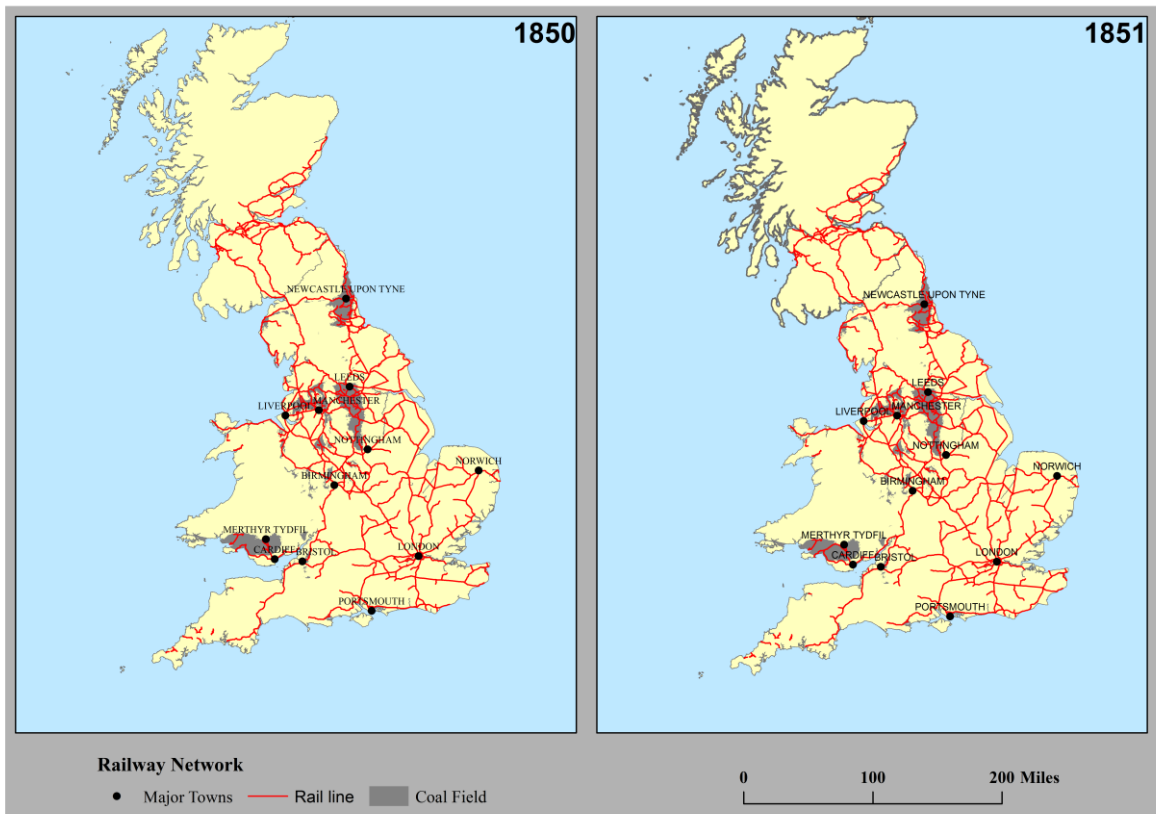 1850
NEWCASTLE UPON TYNE
LEEDS
LIVERPOOL
MANCHESTER
NOTTINGHAM
NORWICH
BIRMINGHAM
MERTHYR TYDFIL
CARDIFF
BRISTOL
LONDON
PORTSMOUTH
1851
NEWCASTLE UPON TYNE
LEEDS
LIVERPOOL
MANCHESTER
NOTTINGHAM
NORWICH
BIRMINGHAM
MERTHYR TYDFIL
CARDIFF
BRISTOL
LONDON
PORTSMOUTH
Railway Network
Major Towns Rail line Coal Field
0 100 200 Miles